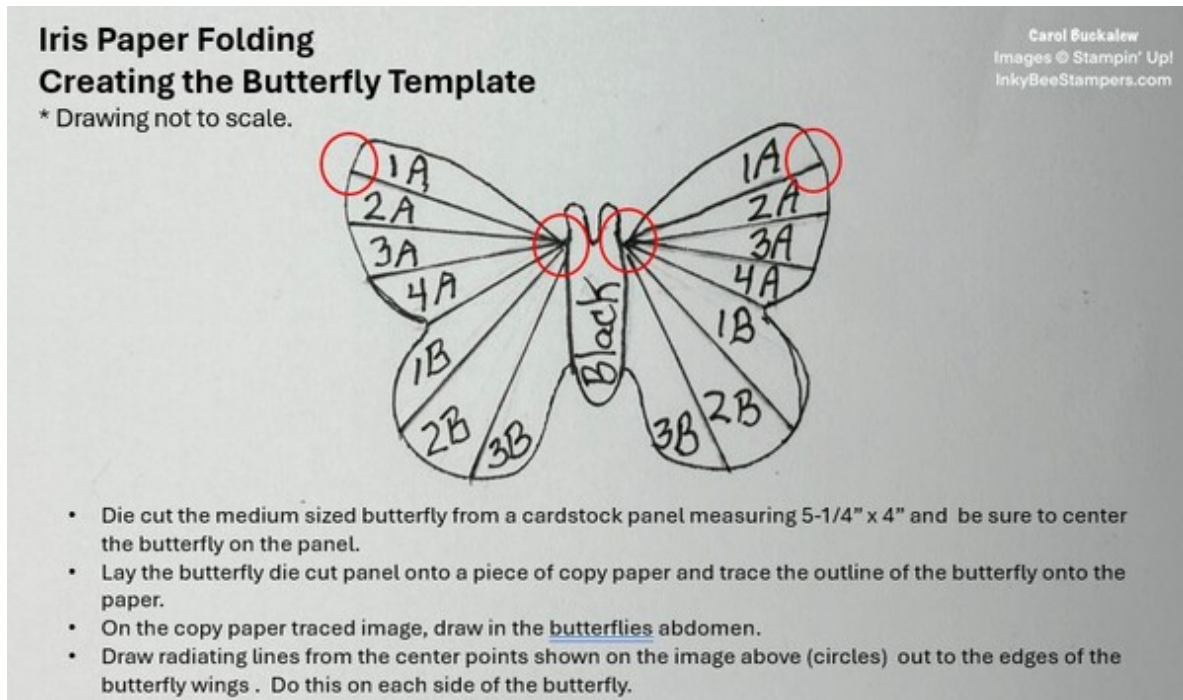 Iris Paper Folding
Creating the Butterfly Template
* Drawing not to scale.
Carol Buckalew
Images © Stampin' Up!
InkyBeeStampers.com
1A
1A
2A
2A
3A
3A
4A
4A
Black
1B
1B
2B
2B
3B
3B
• Die cut the medium sized butterfly from a cardstock panel measuring 5-1/4” x 4” and be sure to center
the butterfly on the panel.
• Lay the butterfly die cut panel onto a piece of copy paper and trace the outline of the butterfly onto the
paper.
• On the copy paper traced image, draw in the butterflies abdomen.
• Draw radiating lines from the center points shown on the image above (circles) out to the edges of the
butterfly wings . Do this on each side of the butterfly.